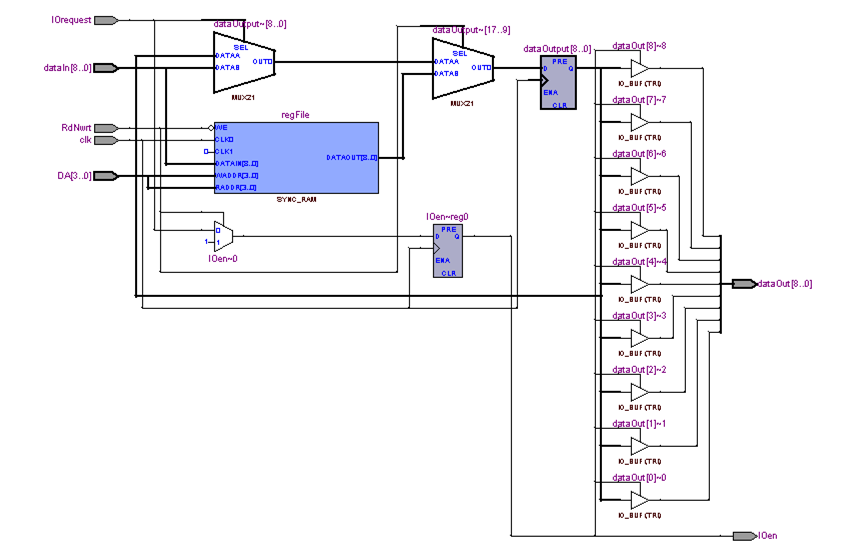 IOrequest
dataIn[8..0]
RdNwrt
clk
DA[3..0]
dataOutput~[8..0]
SEL
DATAA
DATAB
OUT0
MUX21
dataOutput~[17..9]
SEL
DATAA
DATAB
OUT0
MUX21
regFile
WE
CLK0
CLK1
DATAIN[8..0]
WADDR[3..0]
RADDR[3..0]
DATAOUT[8..0]
SYNC_RAM
0
1
1
IOen~0
IOen~reg0
PRE
D
Q
ENA
CLR
dataOutput[8..0]
PRE
D
Q
ENA
CLR
dataOut[8]~8
IO_BUF (TRI)
dataOut[7]~7
IO_BUF (TRI)
dataOut[6]~6
IO_BUF (TRI)
dataOut[5]~5
IO_BUF (TRI)
dataOut[4]~4
IO_BUF (TRI)
dataOut[3]~3
IO_BUF (TRI)
dataOut[2]~2
IO_BUF (TRI)
dataOut[1]~1
IO_BUF (TRI)
dataOut[0]~0
IO_BUF (TRI)
dataOut[8..0]
IOen